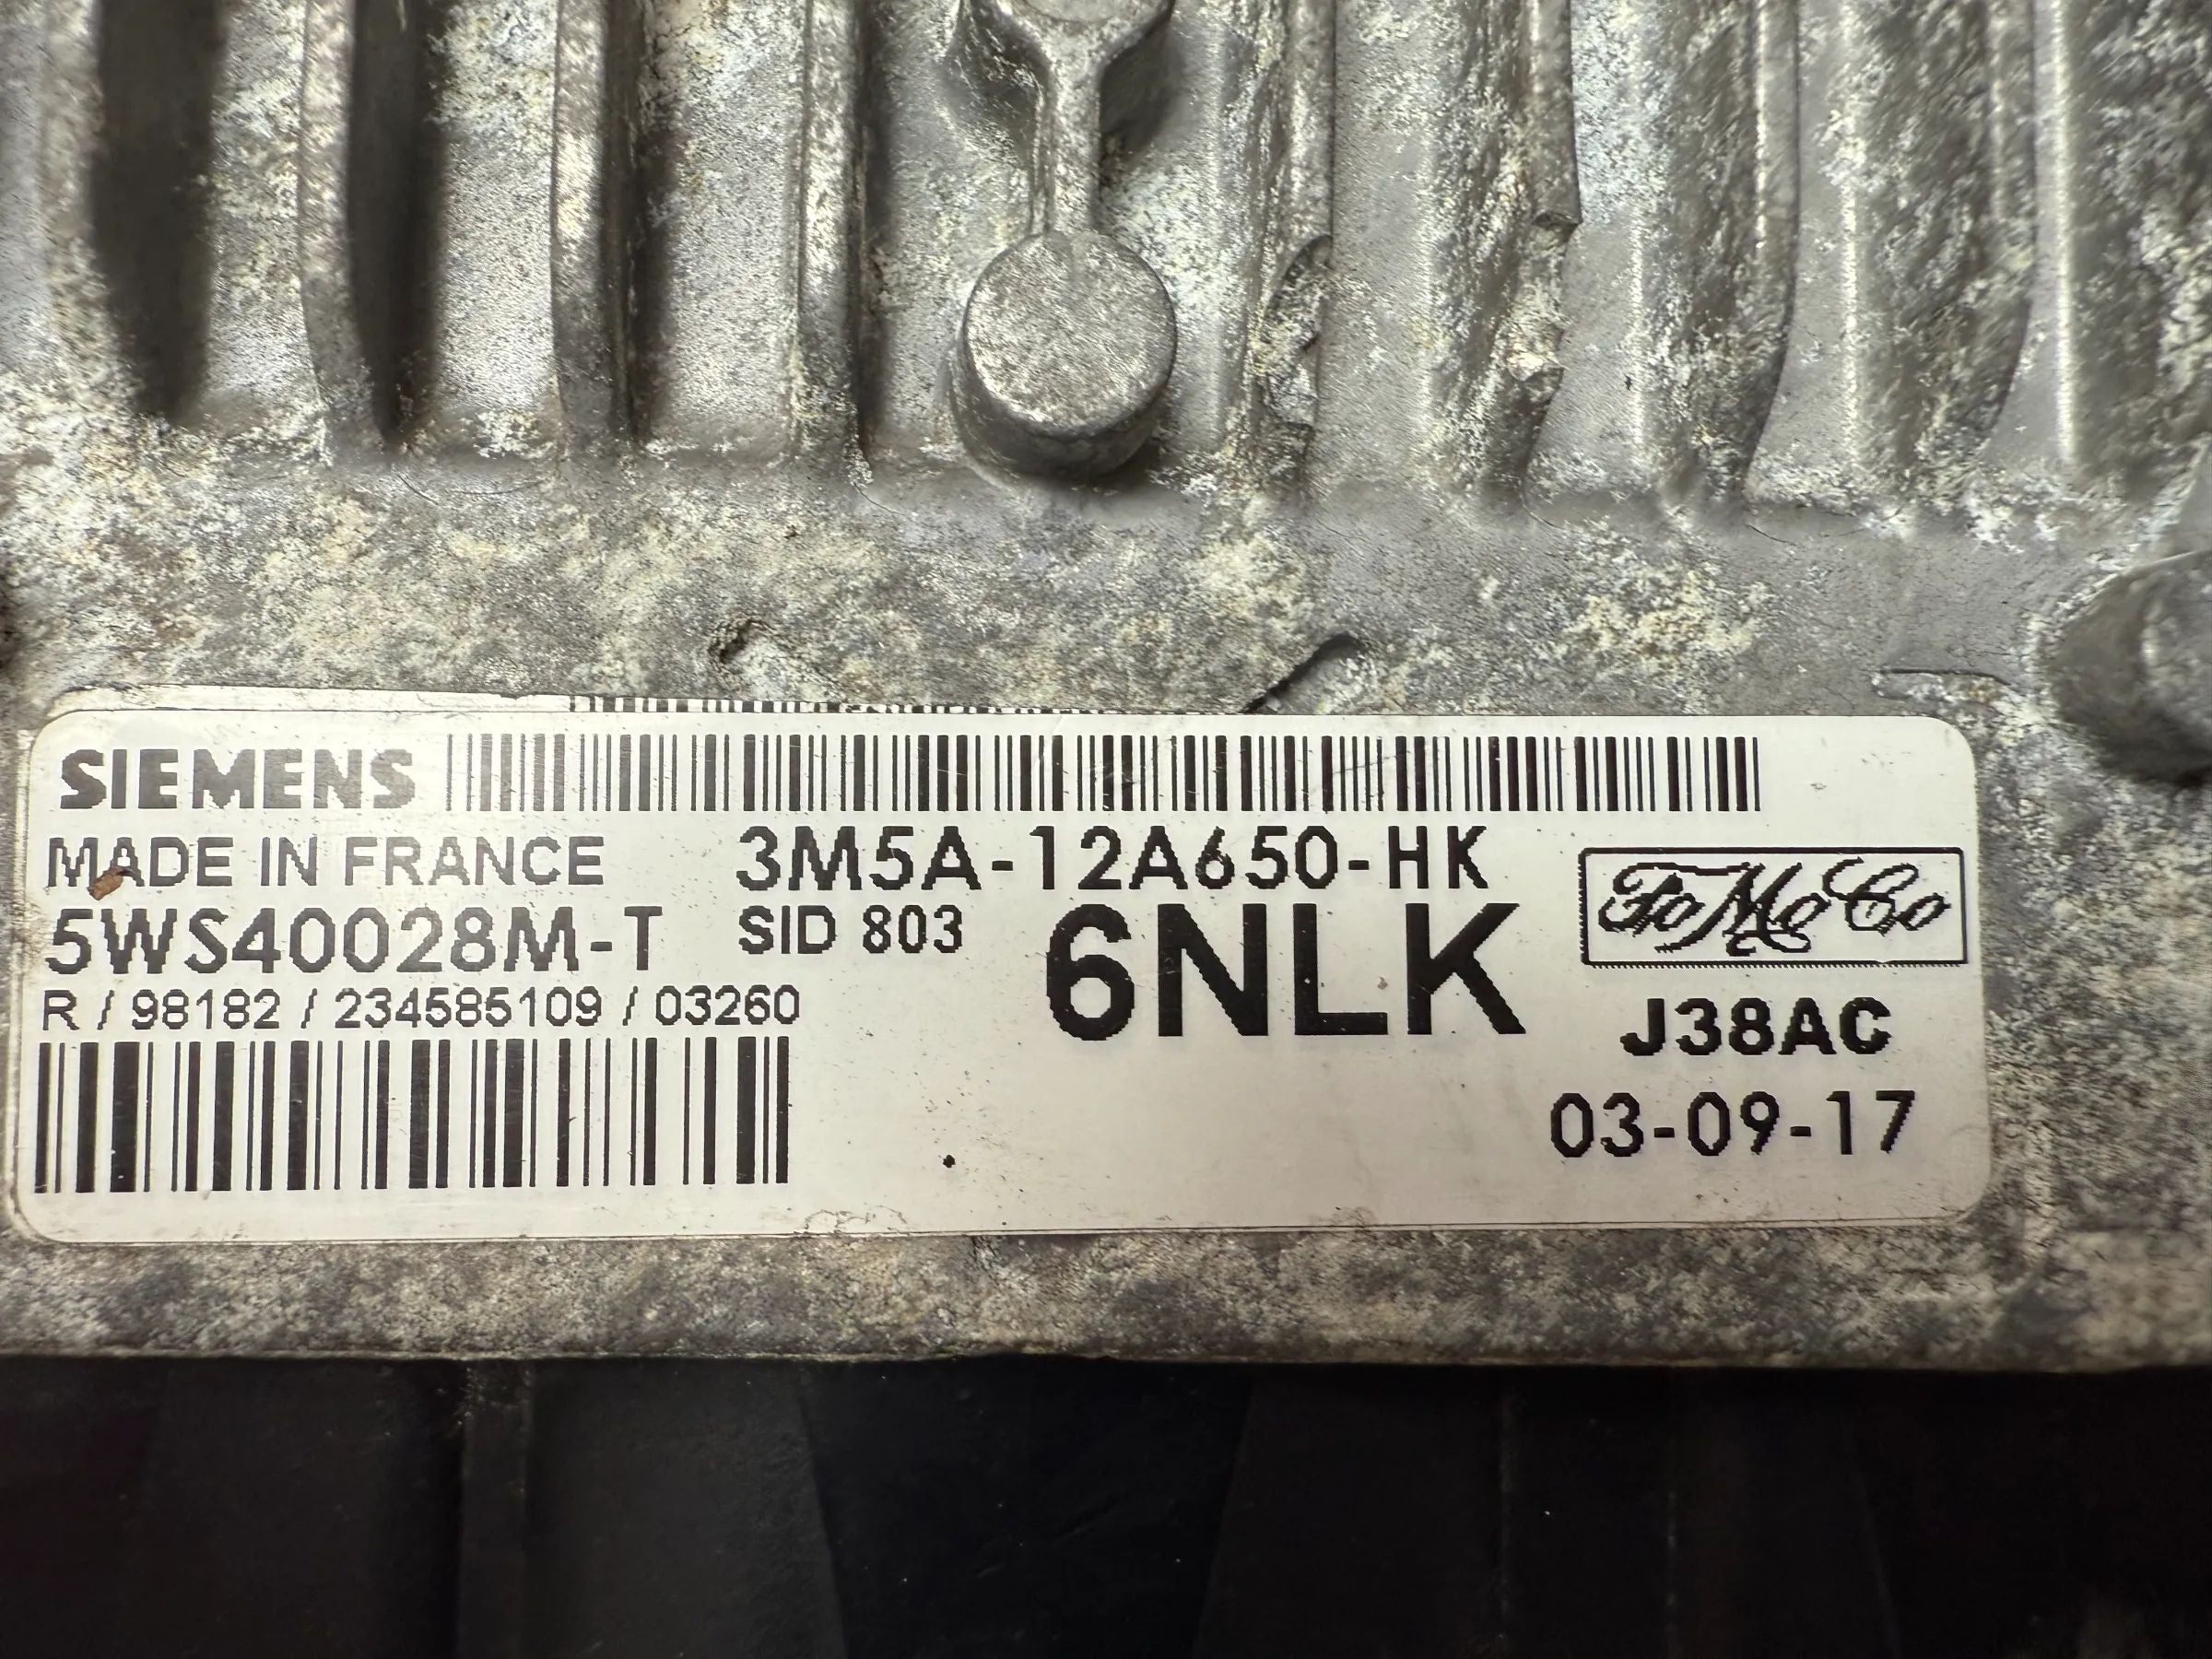 SIEMENS
MADE IN FRANCE
3M5A-12A650-HK
5WS40028M-T
SID 803
6NLK
FoMoCo
R / 98182 / 234585109 / 03260
J38AC
03-09-17